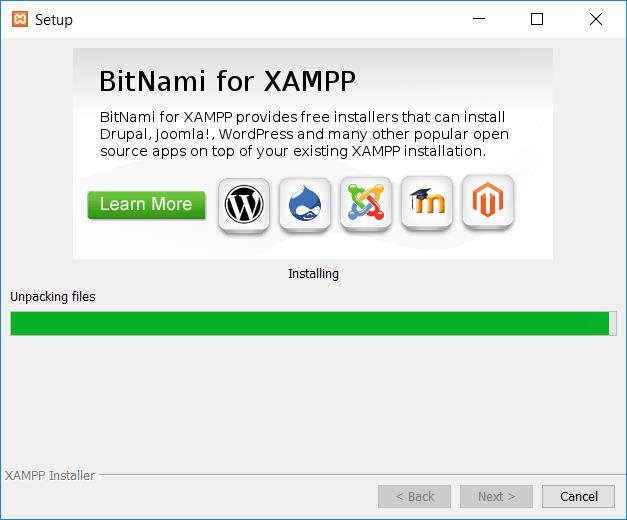 Setup
BitNami for XAMPP
BitNami for XAMPP provides free installers that can install
Drupal, Joomla!, WordPress and many other popular open
source apps on top of your existing XAMPP installation.
Learn More
Installing
Unpacking files
XAMPP Installer
< Back
Next >
Cancel